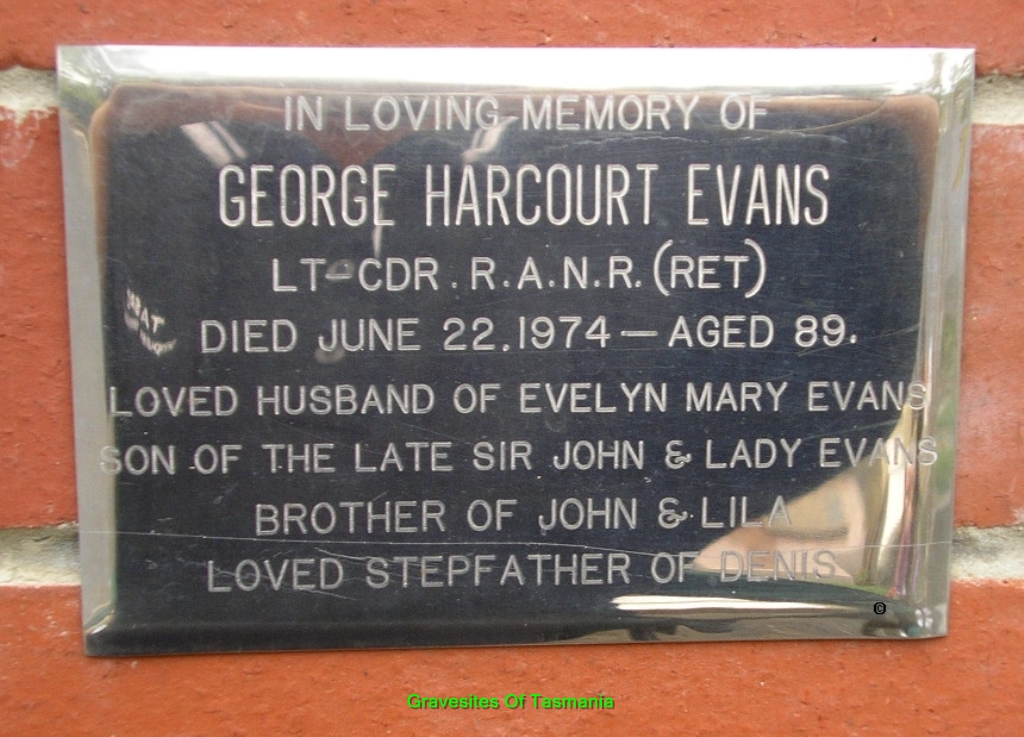 IN LOVING MEMORY OF
GEORGE HARCOURT EVANS
LT-CDR. R.A.N.R. (RET)
DIED JUNE 22.1974 — AGED 89.
LOVED HUSBAND OF EVELYN MARY EVANS
SON OF THE LATE SIR JOHN & LADY EVANS
BROTHER OF JOHN & LILA
LOVED STEPFATHER OF DENIS
©
Gravesites Of Tasmania